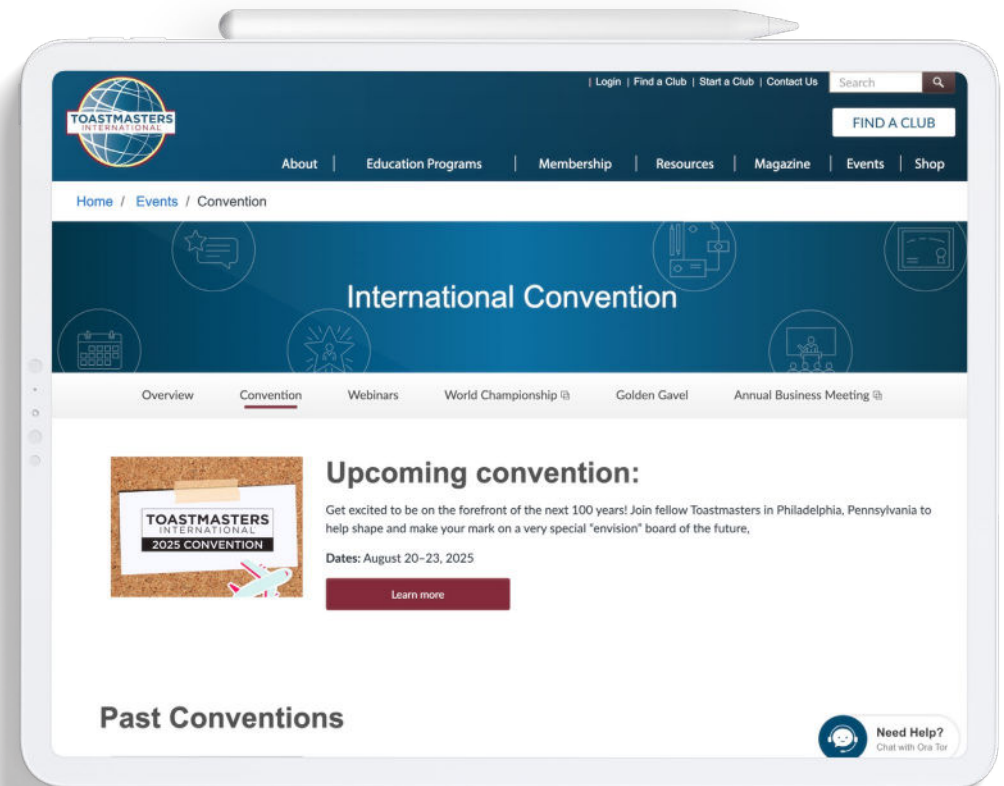 | Login | Find a Club | Start a Club | Contact Us
Search
TOASTMASTERS
INTERNATIONAL
FIND A CLUB
About | Education Programs | Membership | Resources | Magazine | Events | Shop
Home / Events / Convention
International Convention
Overview Convention Webinars World Championship Golden Gavel Annual Business Meeting
Upcoming convention:
TOASTMASTERS
INTERNATIONAL
2025 CONVENTION
Get excited to be on the forefront of the next 100 years! Join fellow Toastmasters in Philadelphia, Pennsylvania to
help shape and make your mark on a very special "envision" board of the future,
Dates: August 20–23, 2025
Learn more
Past Conventions
Need Help?
Chat with Ora Tor